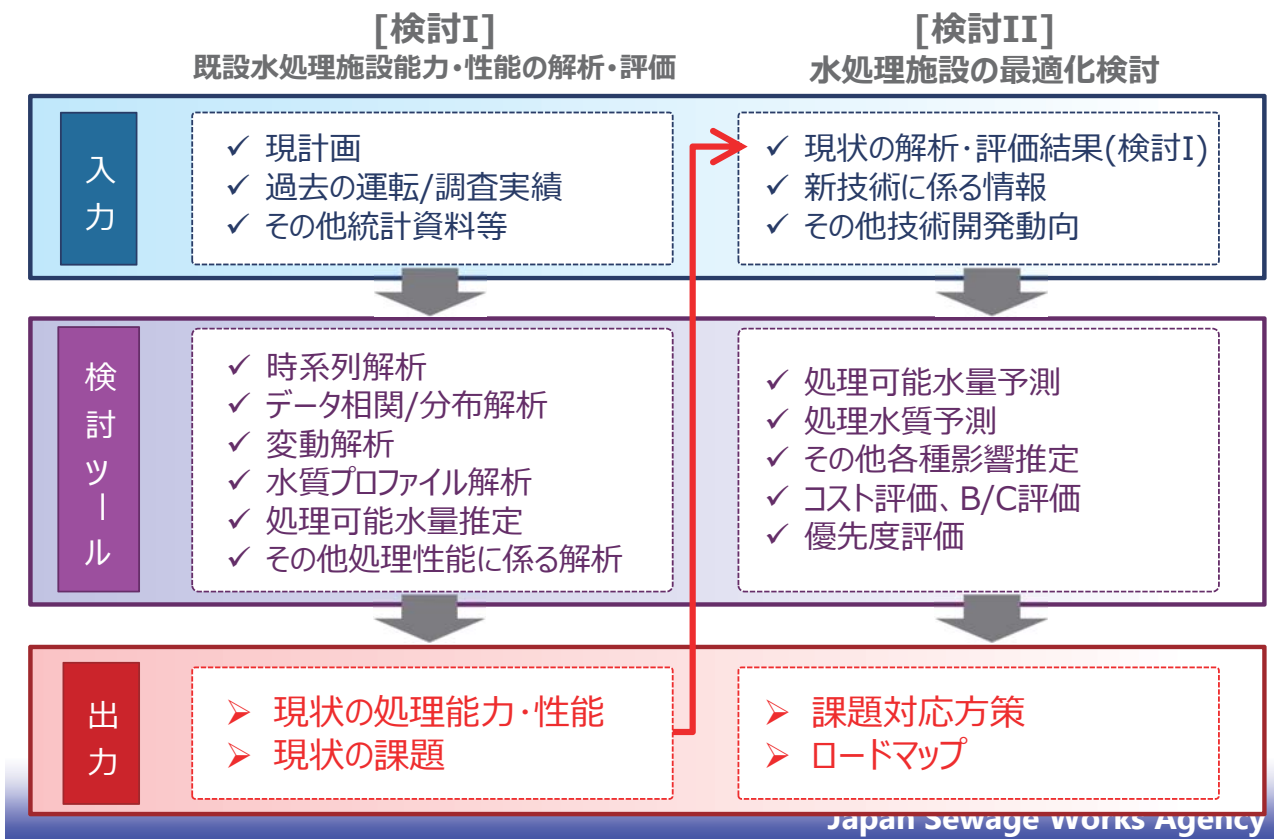 [検討I]
既設水処理施設能力・性能の解析・評価
[検討II]
水処理施設の最適化検討
入力
✓ 現計画
✓ 過去の運転/調査実績
✓ その他統計資料等
✓ 現状の解析・評価結果(検討I)
✓ 新技術に係る情報
✓ その他技術開発動向
検討ツール
✓ 時系列解析
✓ データ相関/分布解析
✓ 変動解析
✓ 水質プロファイル解析
✓ 処理可能水量推定
✓ その他処理性能に係る解析
✓ 処理可能水量予測
✓ 処理水質予測
✓ その他各種影響推定
✓ コスト評価、B/C評価
✓ 優先度評価
出力
➢ 現状の処理能力・性能
➢ 現状の課題
➢ 課題対応方策
➢ ロードマップ
Japan Sewage Works Agency